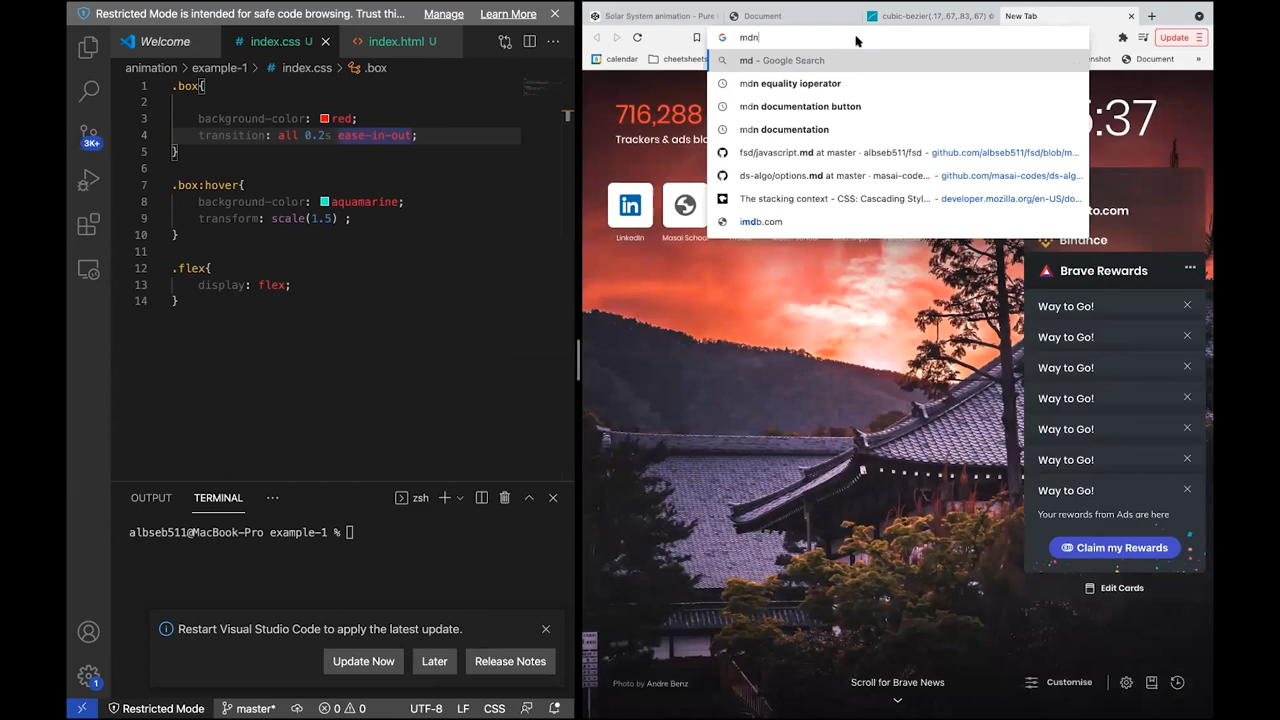 Restricted Mode is intended for safe code browsing. Trust thi... Manage Learn More
Welcome index.css index.html U
animation > example-1 > # index.css > .box
1 .box{
2
3 background-color: red;
4 transition: all 0.2s ease-in-out;
5 }
6
7 .box:hover{
8 background-color: aquamarine;
9 transform: scale(1.5) ;
10 }
11
12 .flex{
13 display: flex;
14 }
3K+
OUTPUT TERMINAL ... zsh
albseb511@MacBook-Pro example-1 %
Restart Visual Studio Code to apply the latest update.
Update Now Later Release Notes
1
Restricted Mode master* 0 0 UTF-8 LF CSS
Solar System animation - Pure Document cubic-bezier(.17,.67,.83,.67) New Tab
mdn
Update
md - Google Search
mdn equality ioperator
mdn documentation button
mdn documentation
fsd/javascript.md at master · albseb511/fsd - github.com/albseb511/fsd/blob/m...
ds-algo/options.md at master · masai-code... - github.com/masai-codes/ds-alg...
The stacking context - CSS: Cascading Styl... - developer.mozilla.org/en-US/do...
imdb.com
calendar cheetsheets Document
716,288
Trackers & ads blo
5:37
LinkedIn Masai School
Binance
Brave Rewards
Way to Go!
Way to Go!
Way to Go!
Way to Go!
Way to Go!
Way to Go!
Way to Go!
Your rewards from Ads are here
Claim my Rewards
Edit Cards
Photo by Andre Benz
Scroll for Brave News
Customise